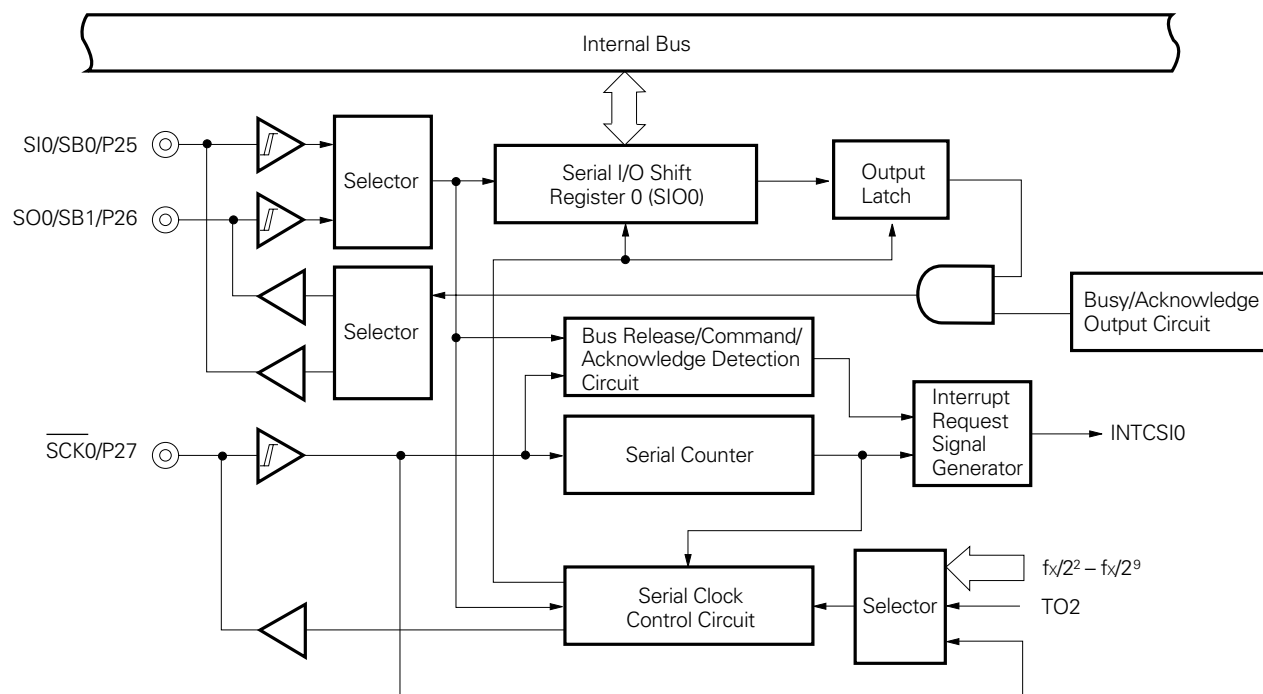 Internal Bus
SI0/SB0/P25
SO0/SB1/P26
Selector
Serial I/O Shift
Register 0 (SIO0)
Output
Latch
Selector
Busy/Acknowledge
Output Circuit
Bus Release/Command/
Acknowledge Detection
Circuit
Interrupt
Request
Signal
Generator
INTCSI0
S̅C̅K̅0̅/P27
Serial Counter
Serial Clock
Control Circuit
Selector
fx/2² – fx/2⁹
TO2